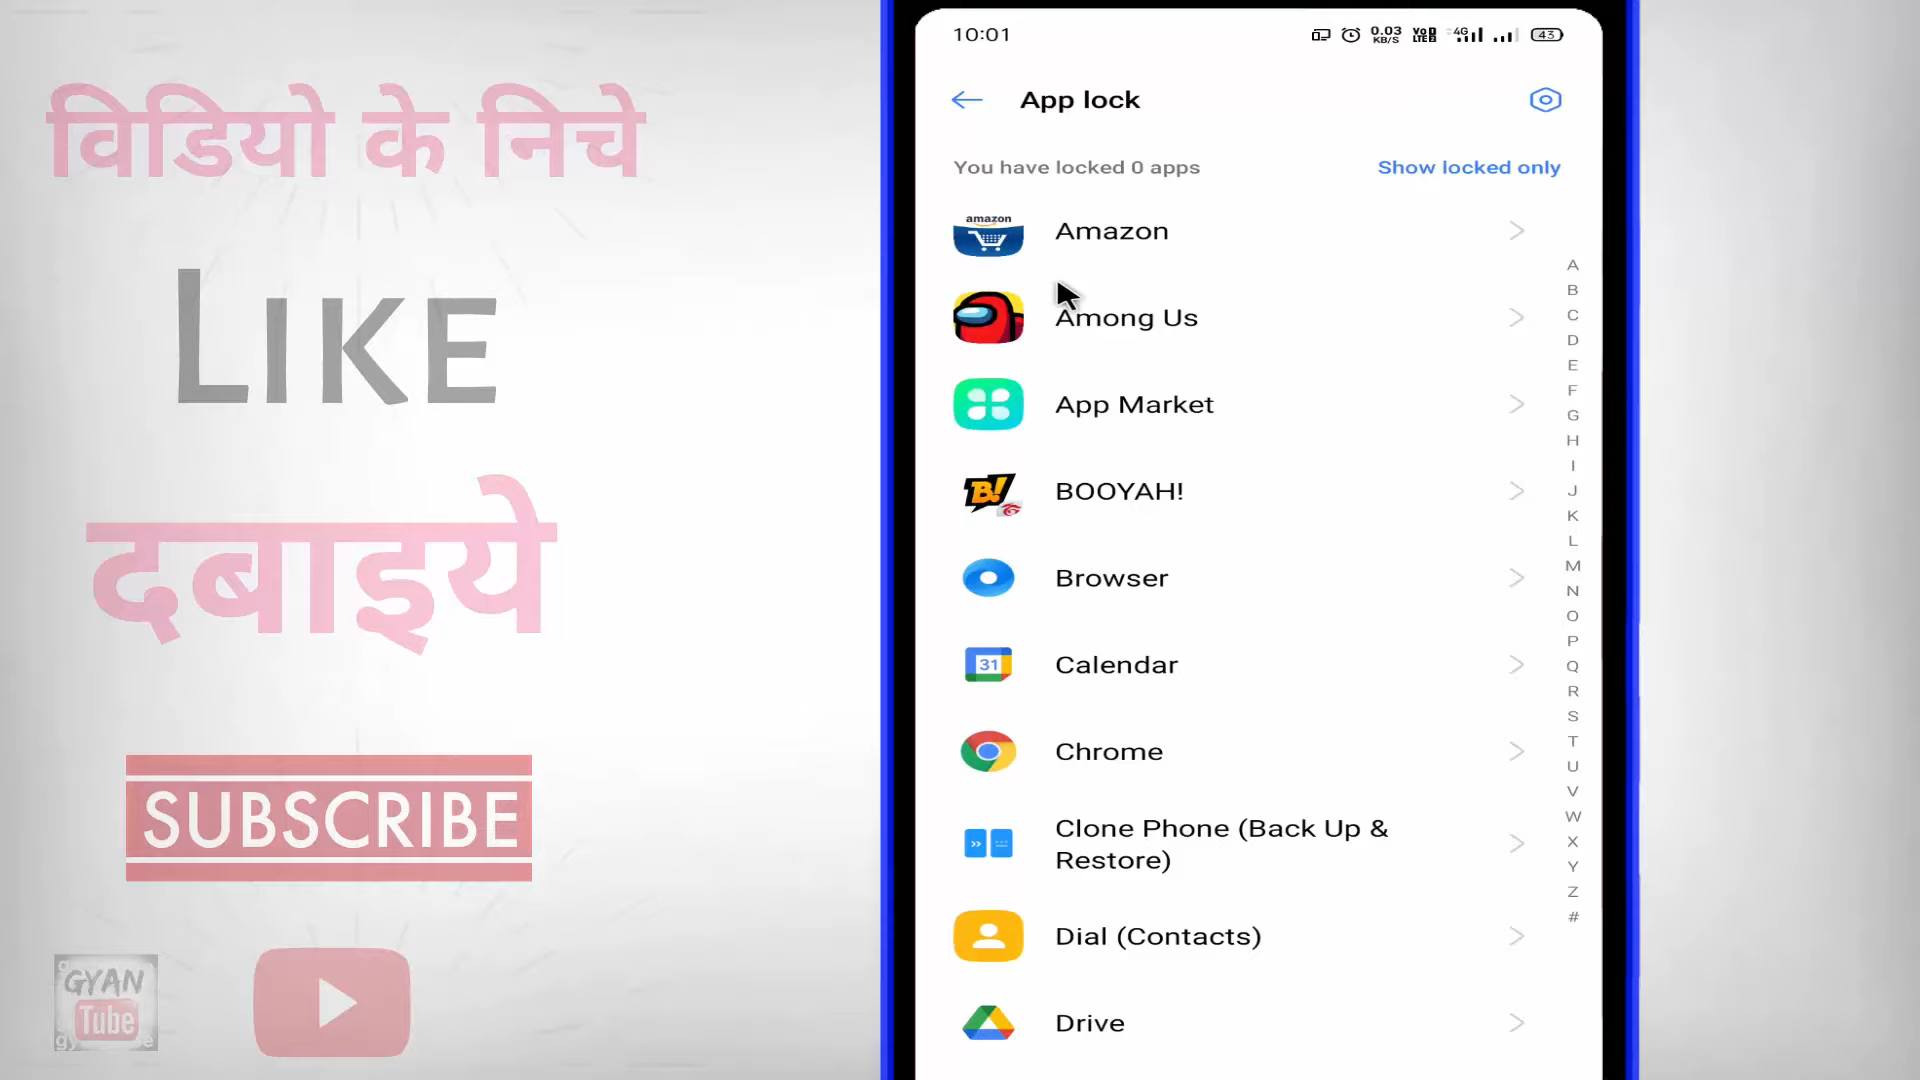 विडियो के निचे
LIKE
दबाइये
SUBSCRIBE
GYAN
Tube
10:01
0.03
KB/S
4G
43
App lock
You have locked 0 apps
Show locked only
amazon
Amazon
Among Us
App Market
B!
BOOYAH!
Browser
31
Calendar
Chrome
Clone Phone (Back Up &
Restore)
Dial (Contacts)
Drive
A
B
C
D
E
F
G
H
I
J
K
L
M
N
O
P
Q
R
S
T
U
V
W
X
Y
Z
#